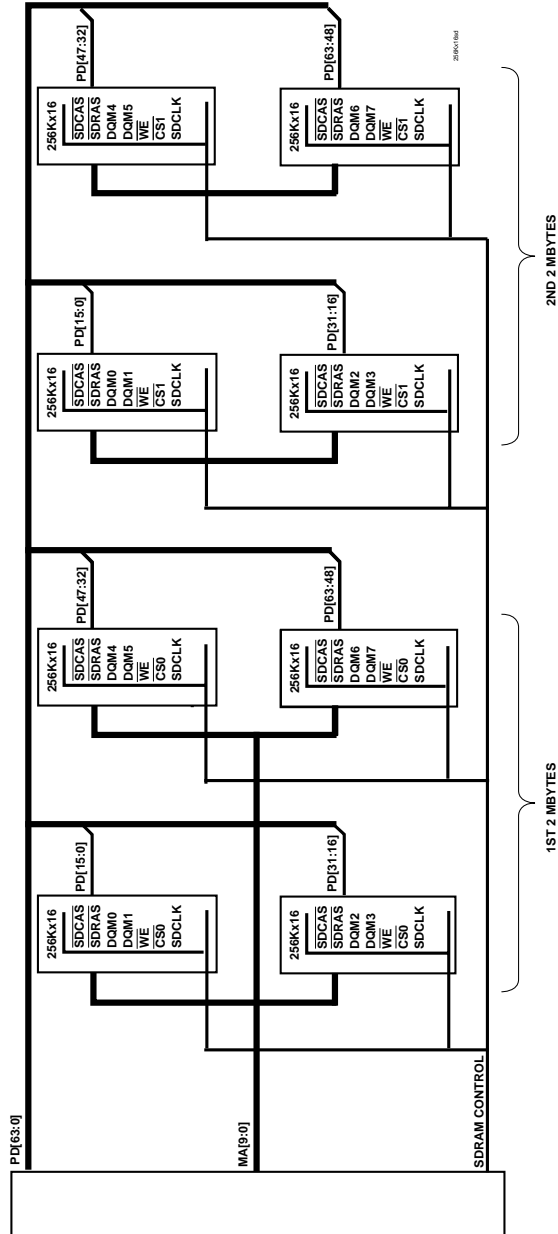 PD[63:0]
MA[9:0]
SDRAM CONTROL
PD[15:0]
256Kx16
SDCAS
SDRAS
DQM0
DQM1
WE
CS0
SDCLK
PD[31:16]
256Kx16
SDCAS
SDRAS
DQM2
DQM3
WE
CS0
SDCLK
PD[47:32]
256Kx16
SDCAS
SDRAS
DQM4
DQM5
WE
CS0
SDCLK
PD[63:48]
256Kx16
SDCAS
SDRAS
DQM6
DQM7
WE
CS0
SDCLK
PD[15:0]
256Kx16
SDCAS
SDRAS
DQM0
DQM1
WE
CS1
SDCLK
PD[31:16]
256Kx16
SDCAS
SDRAS
DQM2
DQM3
WE
CS1
SDCLK
PD[47:32]
256Kx16
SDCAS
SDRAS
DQM4
DQM5
WE
CS1
SDCLK
PD[63:48]
256Kx16
SDCAS
SDRAS
DQM6
DQM7
WE
CS1
SDCLK
256Kx16sd
1ST 2 MBYTES
2ND 2 MBYTES